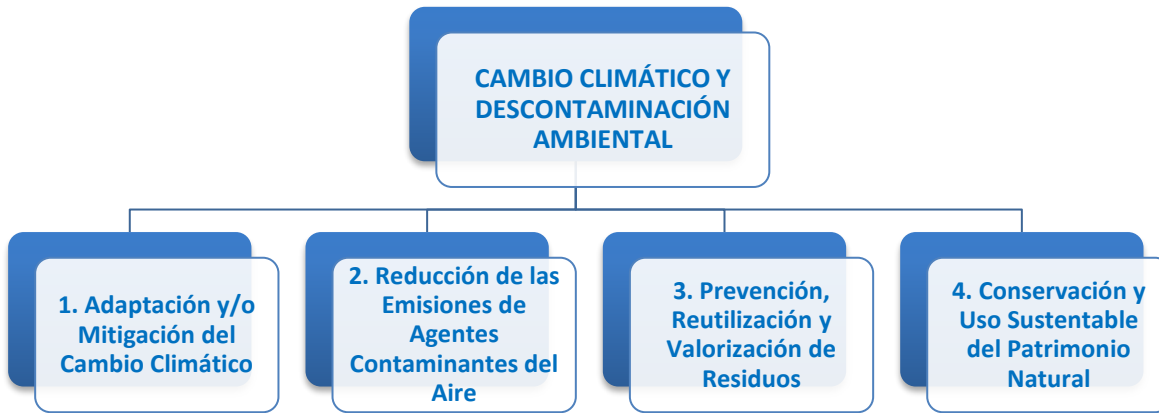 CAMBIO CLIMÁTICO Y
DESCONTAMINACIÓN
AMBIENTAL
1. Adaptación y/o
Mitigación del
Cambio Climático
2. Reducción de las
Emisiones de
Agentes
Contaminantes del
Aire
3. Prevención,
Reutilización y
Valorización de
Residuos
4. Conservación y
Uso Sustentable
del Patrimonio
Natural